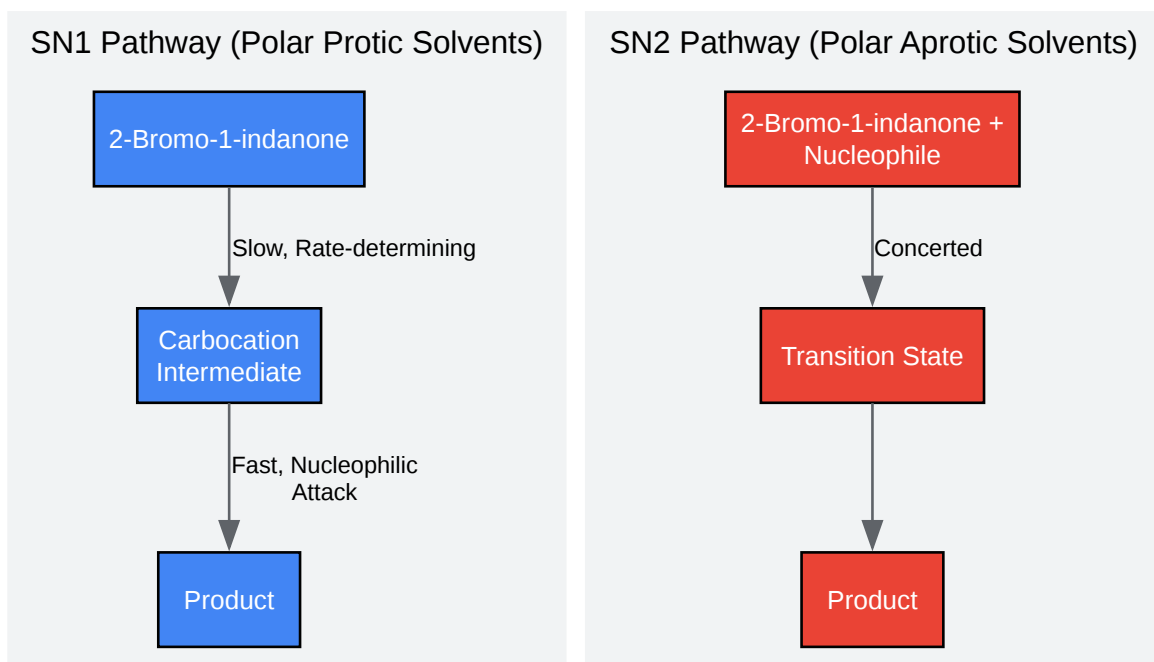 SN1 Pathway (Polar Protic Solvents)
2-Bromo-1-indanone
Slow, Rate-determining
Carbocation
Intermediate
Fast, Nucleophilic
Attack
Product
SN2 Pathway (Polar Aprotic Solvents)
2-Bromo-1-indanone +
Nucleophile
Concerted
Transition State
Product